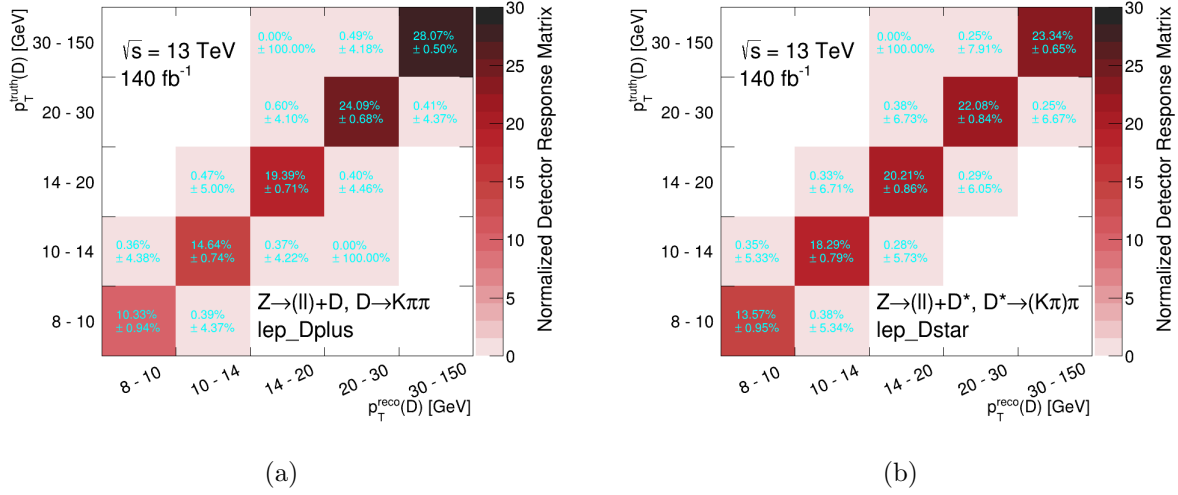 p_T^truth(D) [GeV]
30 - 150
20 - 30
14 - 20
10 - 14
8 - 10
√s = 13 TeV
140 fb⁻¹
0.00%
± 100.00%
0.49%
± 4.18%
28.07%
± 0.50%
0.60%
± 4.10%
24.09%
± 0.68%
0.41%
± 4.37%
0.47%
± 5.00%
19.39%
± 0.71%
0.40%
± 4.46%
0.36%
± 4.38%
14.64%
± 0.74%
0.37%
± 4.22%
0.00%
± 100.00%
10.33%
± 0.94%
0.39%
± 4.37%
Z→(ll)+D, D→Kππ
lep_Dplus
8 - 10
10 - 14
14 - 20
20 - 30
30 - 150
p_T^reco(D) [GeV]
30
25
20
15
10
5
0
Normalized Detector Response Matrix
(a)
p_T^truth(D) [GeV]
30 - 150
20 - 30
14 - 20
10 - 14
8 - 10
√s = 13 TeV
140 fb⁻¹
0.00%
± 100.00%
0.25%
± 7.91%
23.34%
± 0.65%
0.38%
± 6.73%
22.08%
± 0.84%
0.25%
± 6.67%
0.33%
± 6.71%
20.21%
± 0.86%
0.29%
± 6.05%
0.35%
± 5.33%
18.29%
± 0.79%
0.28%
± 5.73%
13.57%
± 0.95%
0.38%
± 5.34%
Z→(ll)+D*, D*→(Kπ)π
lep_Dstar
8 - 10
10 - 14
14 - 20
20 - 30
30 - 150
p_T^reco(D) [GeV]
30
25
20
15
10
5
0
Normalized Detector Response Matrix
(b)